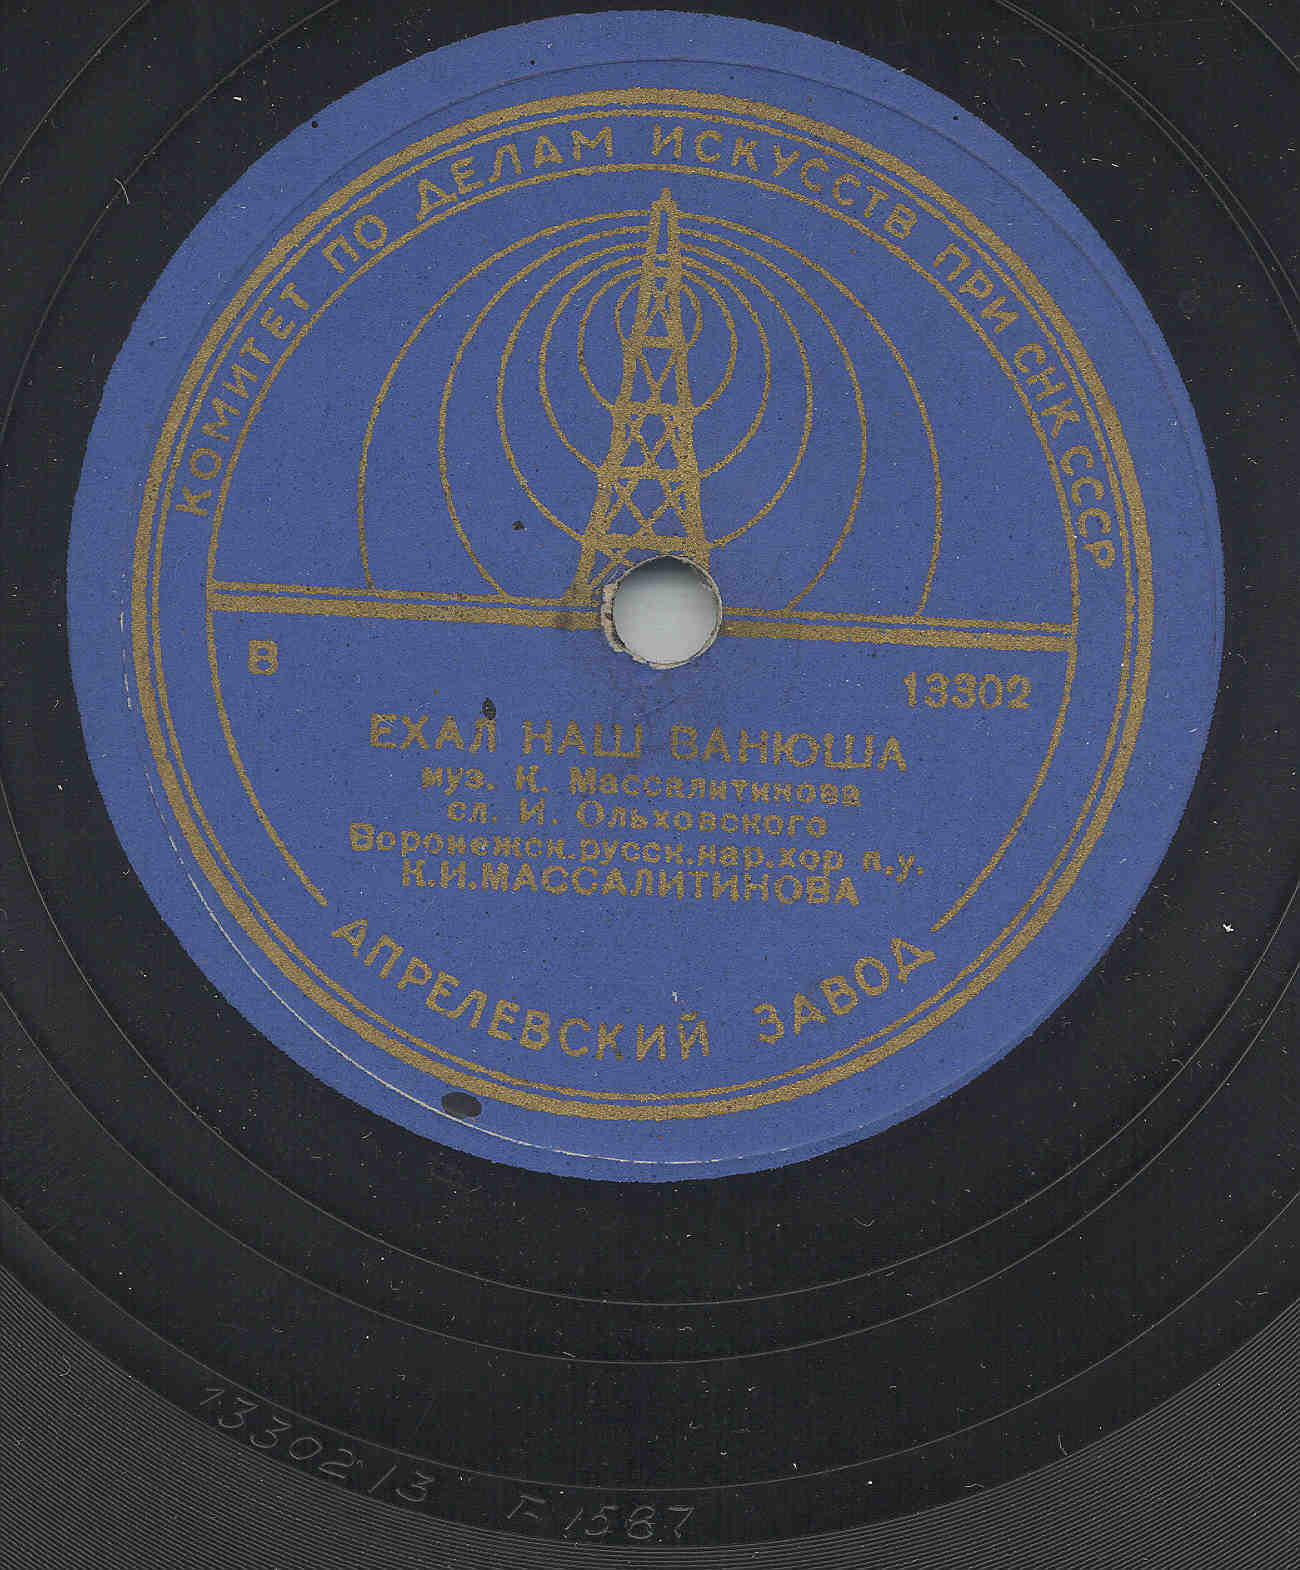 КОМИТЕТ ПО ДЕЛАМ ИСКУССТВ ПРИ СНК СССР
В 13302
ЕХАЛ НАШ ВАНЮША
муз. К. Массалитинова
сл. И. Ольховского
Воронежск.русск.нар.хор п.у.
К.И.МАССАЛИТИНОВА
АПРЕЛЕВСКИЙ ЗАВОД
13302/3 F-1587